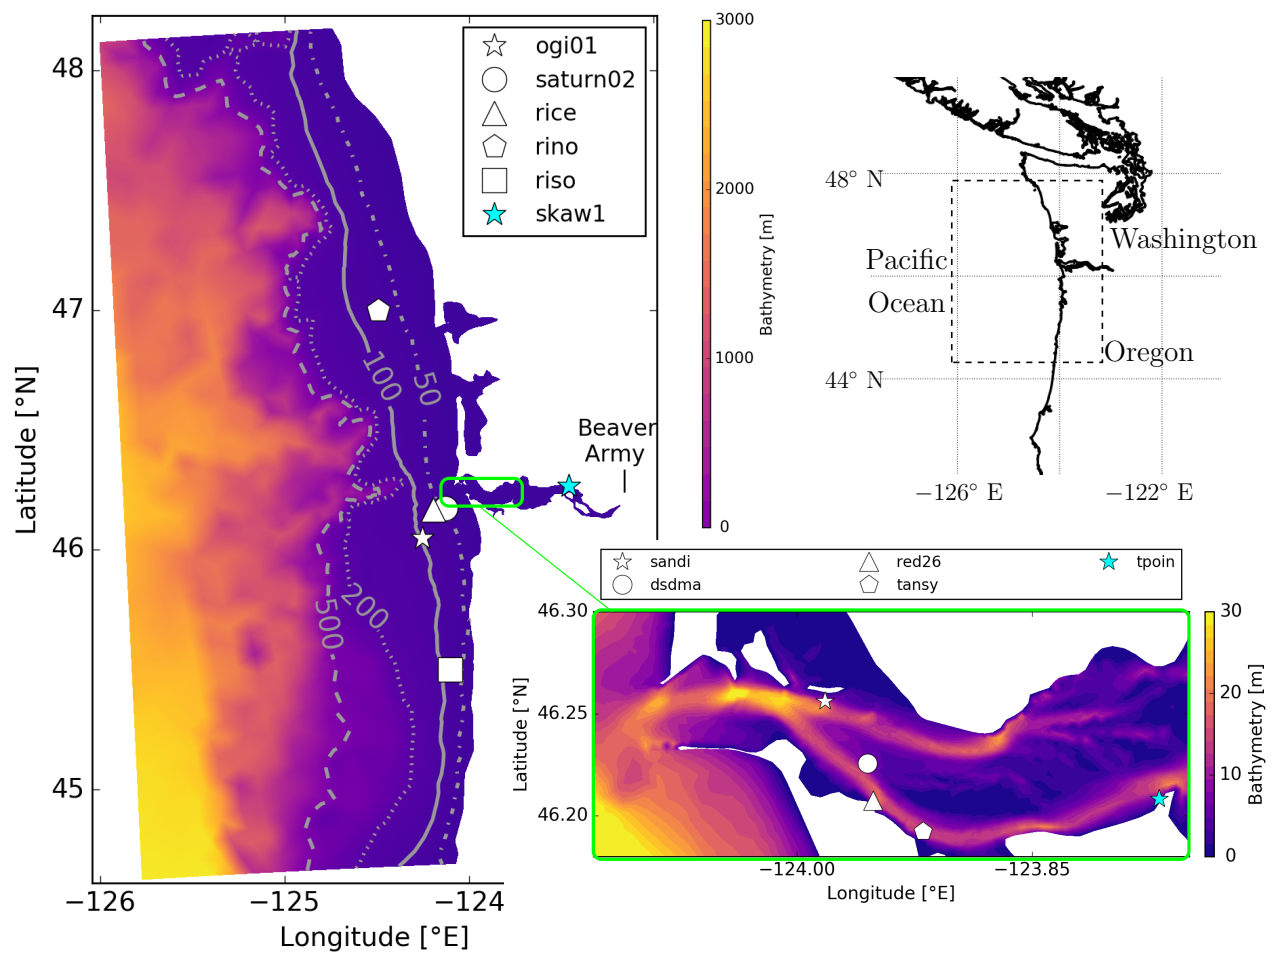 48
47
46
45
−126
−125
−124
Latitude [°N]
Longitude [°E]
ogi01
saturn02
rice
rino
riso
skaw1
100
50
200
500
Beaver
Army
3000
2000
1000
0
Bathymetry [m]
48° N
44° N
−126° E
−122° E
Pacific
Ocean
Washington
Oregon
sandi
dsdma
red26
tansy
tpoin
46.30
46.25
46.20
−124.00
−123.85
Latitude [°N]
Longitude [°E]
30
20
10
0
Bathymetry [m]